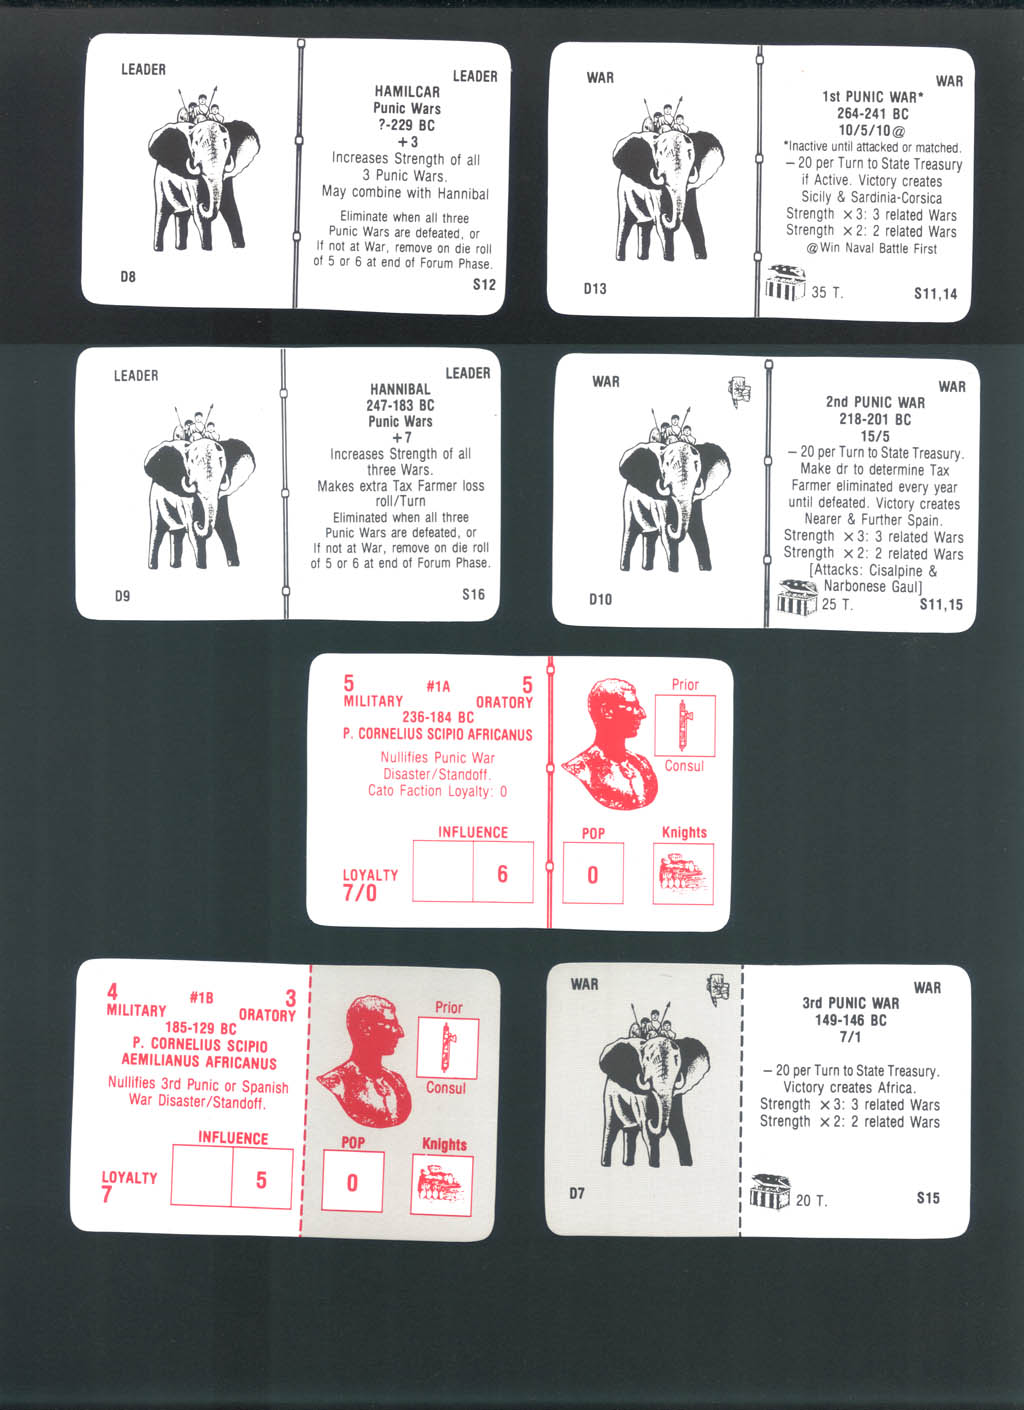 LEADER
LEADER
HAMILCAR
Punic Wars
?-229 BC
+3
Increases Strength of all
3 Punic Wars.
May combine with Hannibal
Eliminate when all three
Punic Wars are defeated, or
If not at War, remove on die roll
of 5 or 6 at end of Forum Phase.
D8
S12
WAR
WAR
1st PUNIC WAR*
264-241 BC
10/5/10@
*Inactive until attacked or matched.
– 20 per Turn to State Treasury
if Active. Victory creates
Sicily & Sardinia-Corsica
Strength ×3: 3 related Wars
Strength ×2: 2 related Wars
@Win Naval Battle First
D13
35 T.
S11,14
LEADER
LEADER
HANNIBAL
247-183 BC
Punic Wars
+7
Increases Strength of all
three Wars.
Makes extra Tax Farmer loss
roll/Turn
Eliminated when all three
Punic Wars are defeated, or
If not at War, remove on die roll
of 5 or 6 at end of Forum Phase.
D9
S16
WAR
WAR
2nd PUNIC WAR
218-201 BC
15/5
– 20 per Turn to State Treasury.
Make dr to determine Tax
Farmer eliminated every year
until defeated. Victory creates
Nearer & Further Spain.
Strength ×3: 3 related Wars
Strength ×2: 2 related Wars
[Attacks: Cisalpine &
Narbonese Gaul]
D10
25 T.
S11,15
5
#1A
5
MILITARY
ORATORY
236-184 BC
P. CORNELIUS SCIPIO AFRICANUS
Nullifies Punic War
Disaster/Standoff.
Cato Faction Loyalty: 0
Prior
Consul
INFLUENCE
POP
Knights
LOYALTY
7/0
6
0
4
#1B
3
MILITARY
ORATORY
185-129 BC
P. CORNELIUS SCIPIO
AEMILIANUS AFRICANUS
Nullifies 3rd Punic or Spanish
War Disaster/Standoff.
Prior
Consul
INFLUENCE
POP
Knights
LOYALTY
7
5
0
WAR
WAR
3rd PUNIC WAR
149-146 BC
7/1
– 20 per Turn to State Treasury.
Victory creates Africa.
Strength ×3: 3 related Wars
Strength ×2: 2 related Wars
D7
20 T.
S15